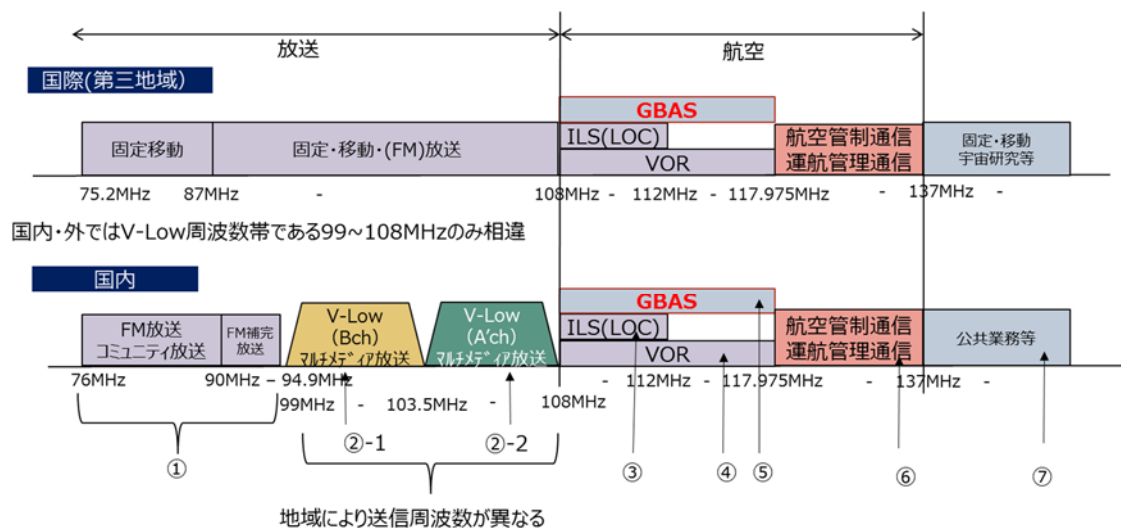 放送
航空
国際(第三地域)
GBAS
固定移動
固定・移動・(FM)放送
ILS(LOC)
VOR
航空管制通信
運航管理通信
固定・移動
宇宙研究等
75.2MHz
87MHz
-
108MHz - 112MHz - 117.975MHz - 137MHz
国内・外ではV-Low周波数帯である99~108MHzのみ相違
国内
FM放送
コミュニティ放送
FM補完
放送
V-Low
(Bch)
マルチメディア放送
V-Low
(A'ch)
マルチメディア放送
GBAS
ILS(LOC)
VOR
航空管制通信
運航管理通信
公共業務等
76MHz
90MHz – 94.9MHz
- 112MHz - 117.975MHz - 137MHz -
99MHz - 103.5MHz - 108MHz
①
②-1
②-2
③
④
⑤
⑥
⑦
地域により送信周波数が異なる